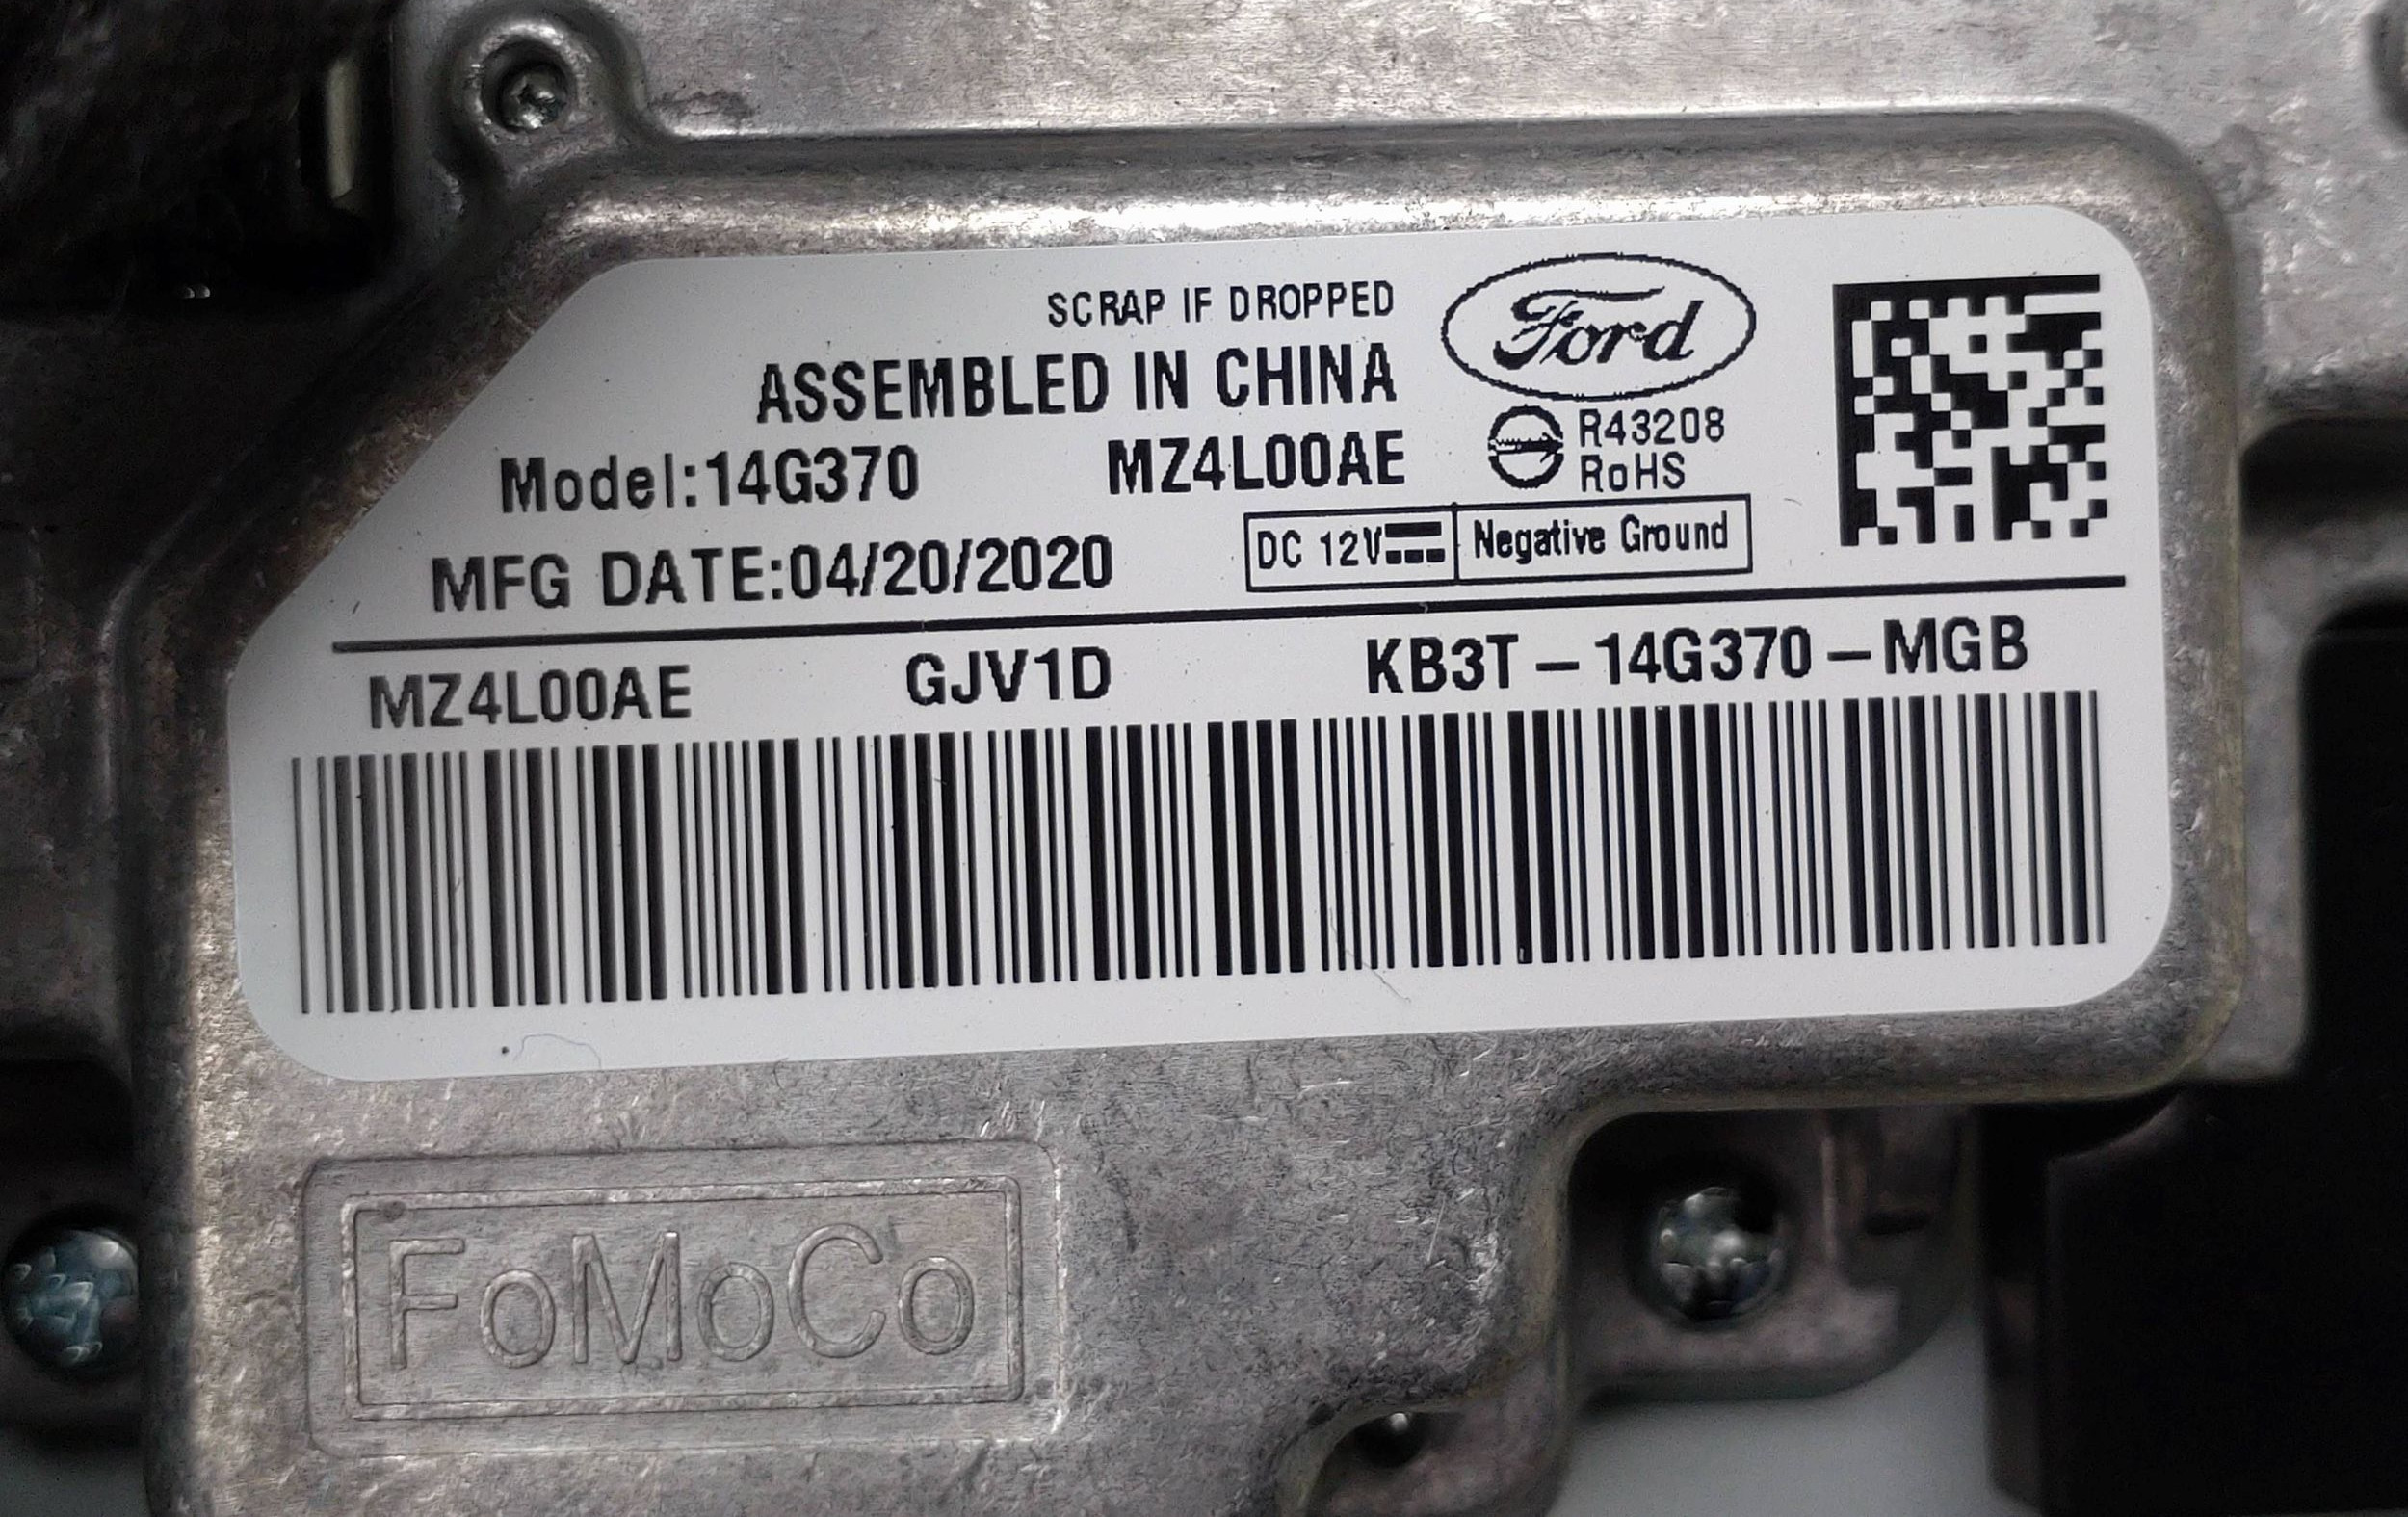 SCRAP IF DROPPED
Ford
ASSEMBLED IN CHINA
R43208
RoHS
Model:14G370 MZ4L00AE
MFG DATE:04/20/2020
DC 12V Negative Ground
MZ4L00AE GJV1D KB3T-14G370-MGB
FoMoCo